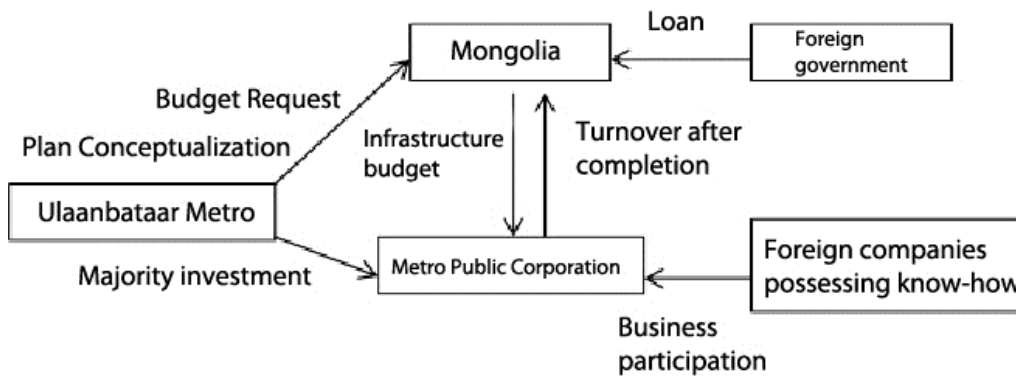 Loan
Mongolia
Foreign
government
Budget Request
Plan Conceptualization
Infrastructure
budget
Turnover after
completion
Ulaanbataar Metro
Majority investment
Metro Public Corporation
Foreign companies
possessing know-how
Business
participation